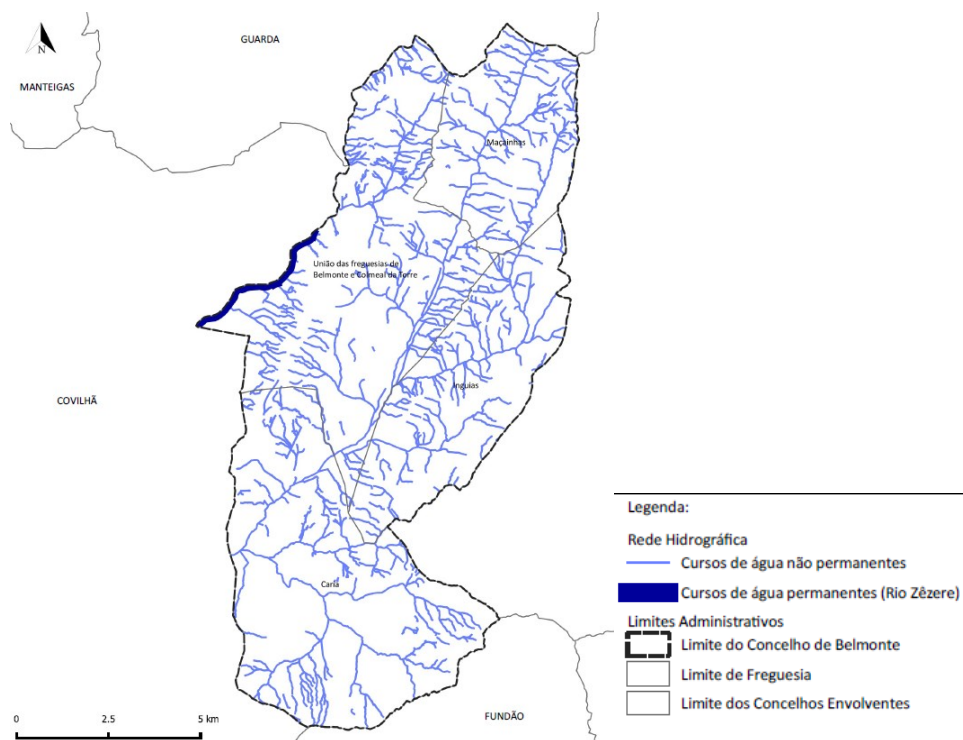 N
GUARDA
MANTEIGAS
Maçainhas
União das freguesias de
Belmonte e Colmeal da Torre
Inguias
COVILHÃ
Caria
FUNDÃO
0 2.5 5 km
Legenda:
Rede Hidrográfica
Cursos de água não permanentes
Cursos de água permanentes (Rio Zêzere)
Limites Administrativos
Limite do Concelho de Belmonte
Limite de Freguesia
Limite dos Concelhos Envolventes